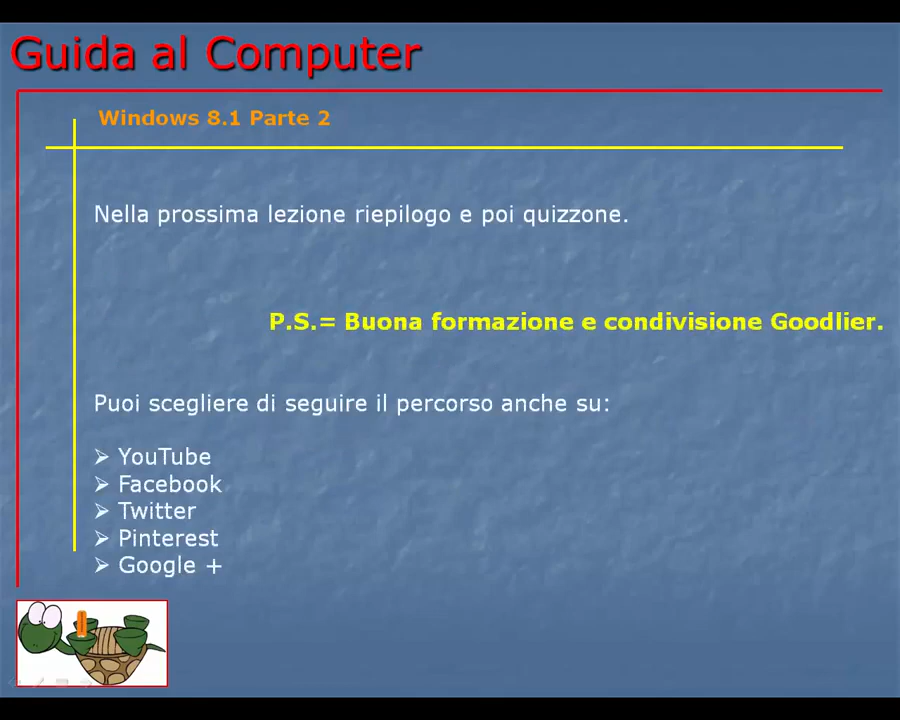 Guida al Computer
Windows 8.1 Parte 2
Nella prossima lezione riepilogo e poi quizzone.
P.S.= Buona formazione e condivisione Goodlier.
Puoi scegliere di seguire il percorso anche su:
➢ YouTube
➢ Facebook
➢ Twitter
➢ Pinterest
➢ Google +